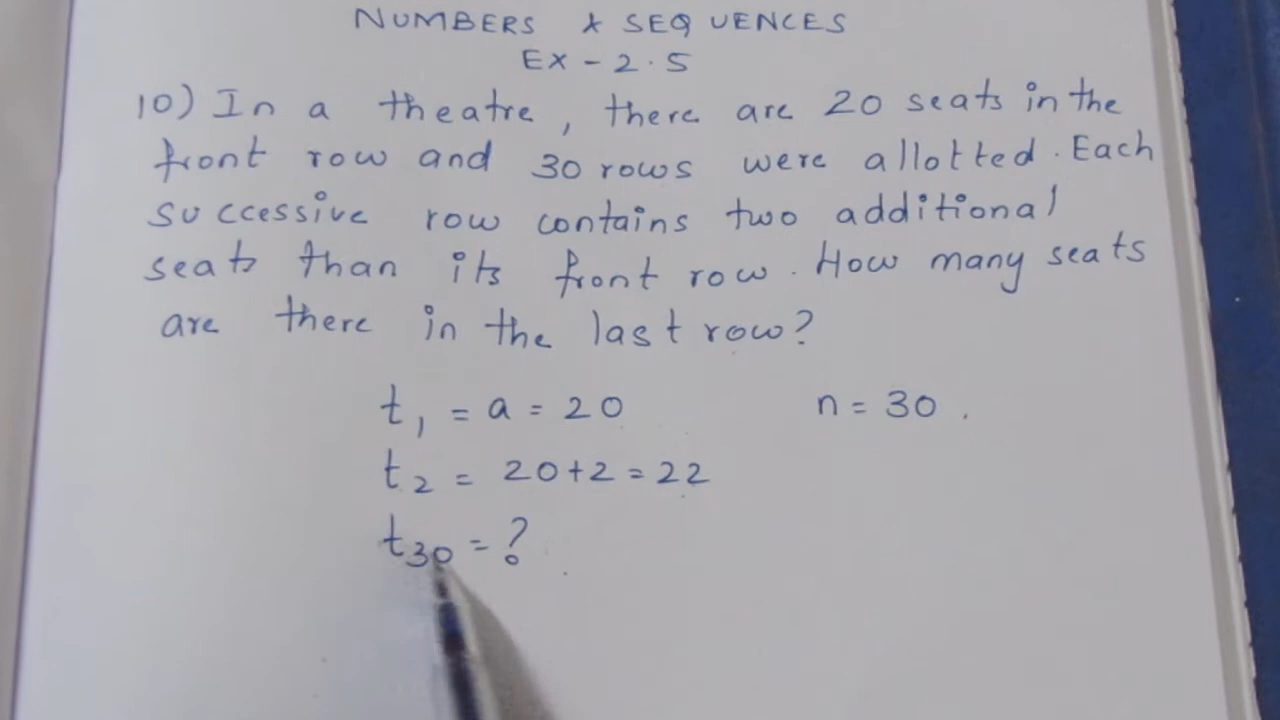 NUMBERS & SEQUENCES
EX - 2.5
10) In a theatre, there are 20 seats in the
front row and 30 rows were allotted. Each
successive row contains two additional
seats than its front row. How many seats
are there in the last row?
t₁ = a = 20 n = 30.
t₂ = 20+2 = 22
t₃₀ = ?